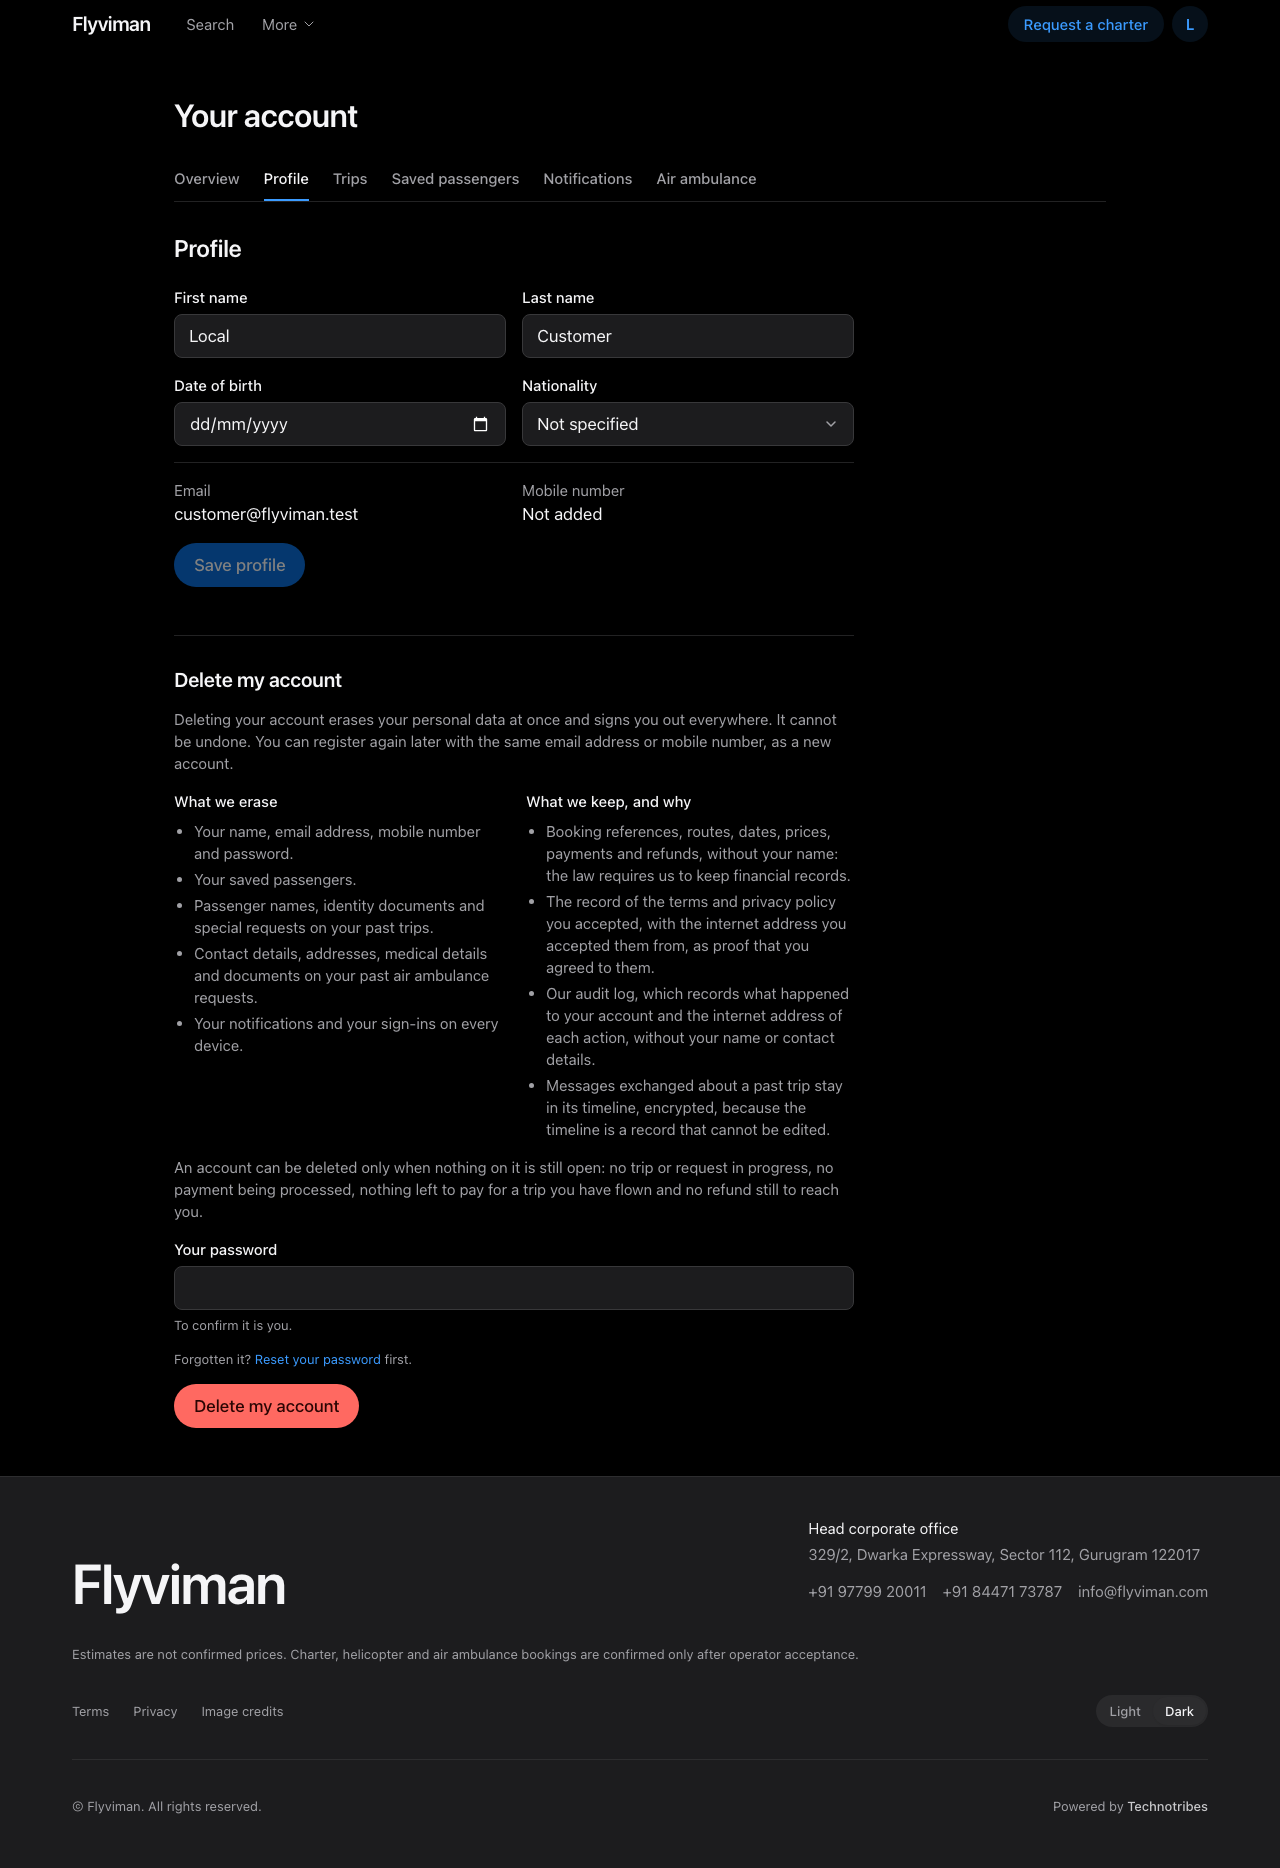 Flyviman
Search
More
Request a charter
L
Your account
Overview
Profile
Trips
Saved passengers
Notifications
Air ambulance
Profile
First name
Last name
Local
Customer
Date of birth
Nationality
dd/mm/yyyy
Not specified
Email
Mobile number
customer@flyviman.test
Not added
Save profile
Delete my account
Deleting your account erases your personal data at once and signs you out everywhere. It cannot
be undone. You can register again later with the same email address or mobile number, as a new
account.
What we erase
• Your name, email address, mobile number
and password.
• Your saved passengers.
• Passenger names, identity documents and
special requests on your past trips.
• Contact details, addresses, medical details
and documents on your past air ambulance
requests.
• Your notifications and your sign-ins on every
device.
What we keep, and why
• Booking references, routes, dates, prices,
payments and refunds, without your name:
the law requires us to keep financial records.
• The record of the terms and privacy policy
you accepted, with the internet address you
accepted them from, as proof that you
agreed to them.
• Our audit log, which records what happened
to your account and the internet address of
each action, without your name or contact
details.
• Messages exchanged about a past trip stay
in its timeline, encrypted, because the
timeline is a record that cannot be edited.
An account can be deleted only when nothing on it is still open: no trip or request in progress, no
payment being processed, nothing left to pay for a trip you have flown and no refund still to reach
you.
Your password
To confirm it is you.
Forgotten it? Reset your password first.
Delete my account
Flyviman
Head corporate office
329/2, Dwarka Expressway, Sector 112, Gurugram 122017
+91 97799 20011
+91 84471 73787
info@flyviman.com
Estimates are not confirmed prices. Charter, helicopter and air ambulance bookings are confirmed only after operator acceptance.
Terms
Privacy
Image credits
Light
Dark
© Flyviman. All rights reserved.
Powered by Technotribes